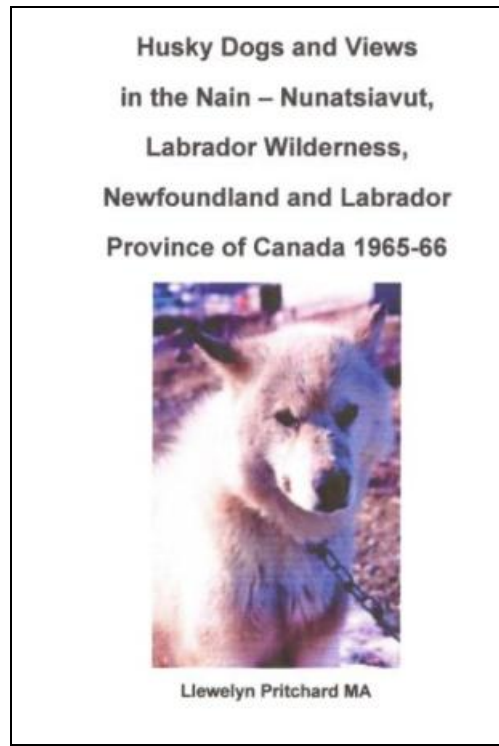 Husky Dogs and Views
in the Nain – Nunatsiavut,
Labrador Wilderness,
Newfoundland and Labrador
Province of Canada 1965-66
Llewelyn Pritchard MA